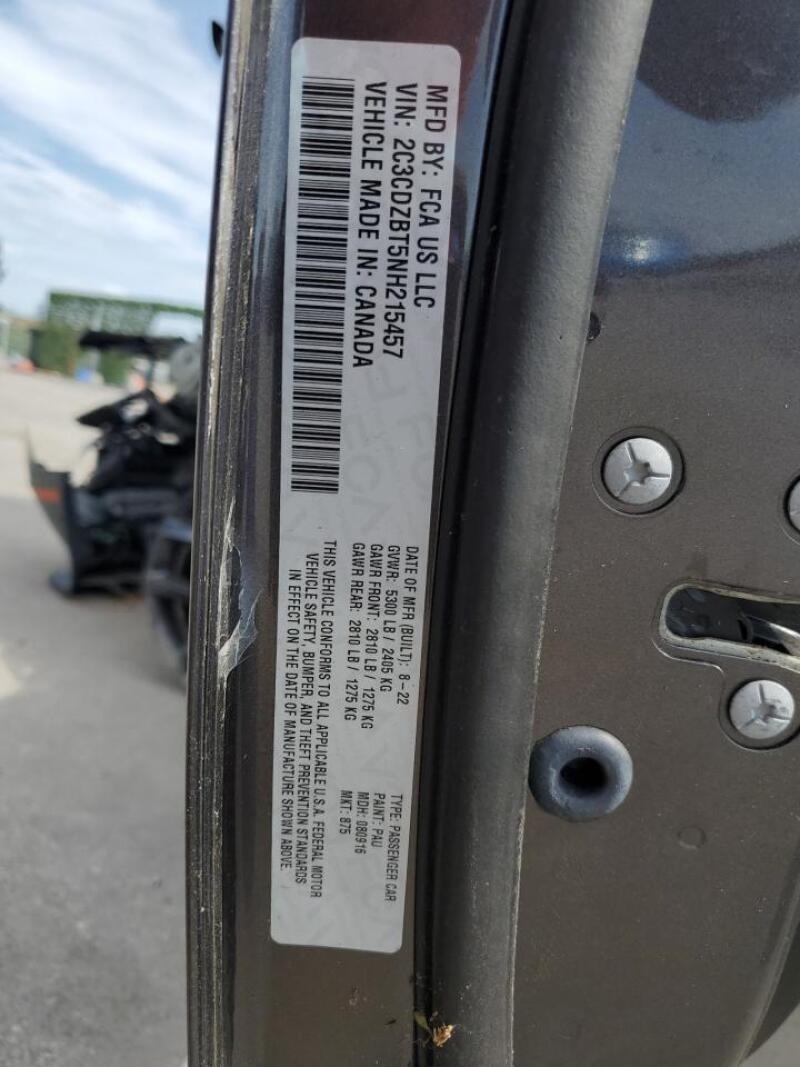 MFD BY: FCA US LLC
VIN: 2C3CDZBT5NH215457
VEHICLE MADE IN: CANADA
DATE OF MFR (BUILT): 8-22
GVWR: 5300 LB / 2405 KG
GAWR FRONT: 2810 LB / 1275 KG
GAWR REAR: 2810 LB / 1275 KG
THIS VEHICLE CONFORMS TO ALL APPLICABLE U.S.A. FEDERAL MOTOR
VEHICLE SAFETY, BUMPER, AND THEFT PREVENTION STANDARDS
IN EFFECT ON THE DATE OF MANUFACTURE SHOWN ABOVE.
TYPE: PASSENGER CAR
PAINT: PAU
MDH: 080916
MKT: 875